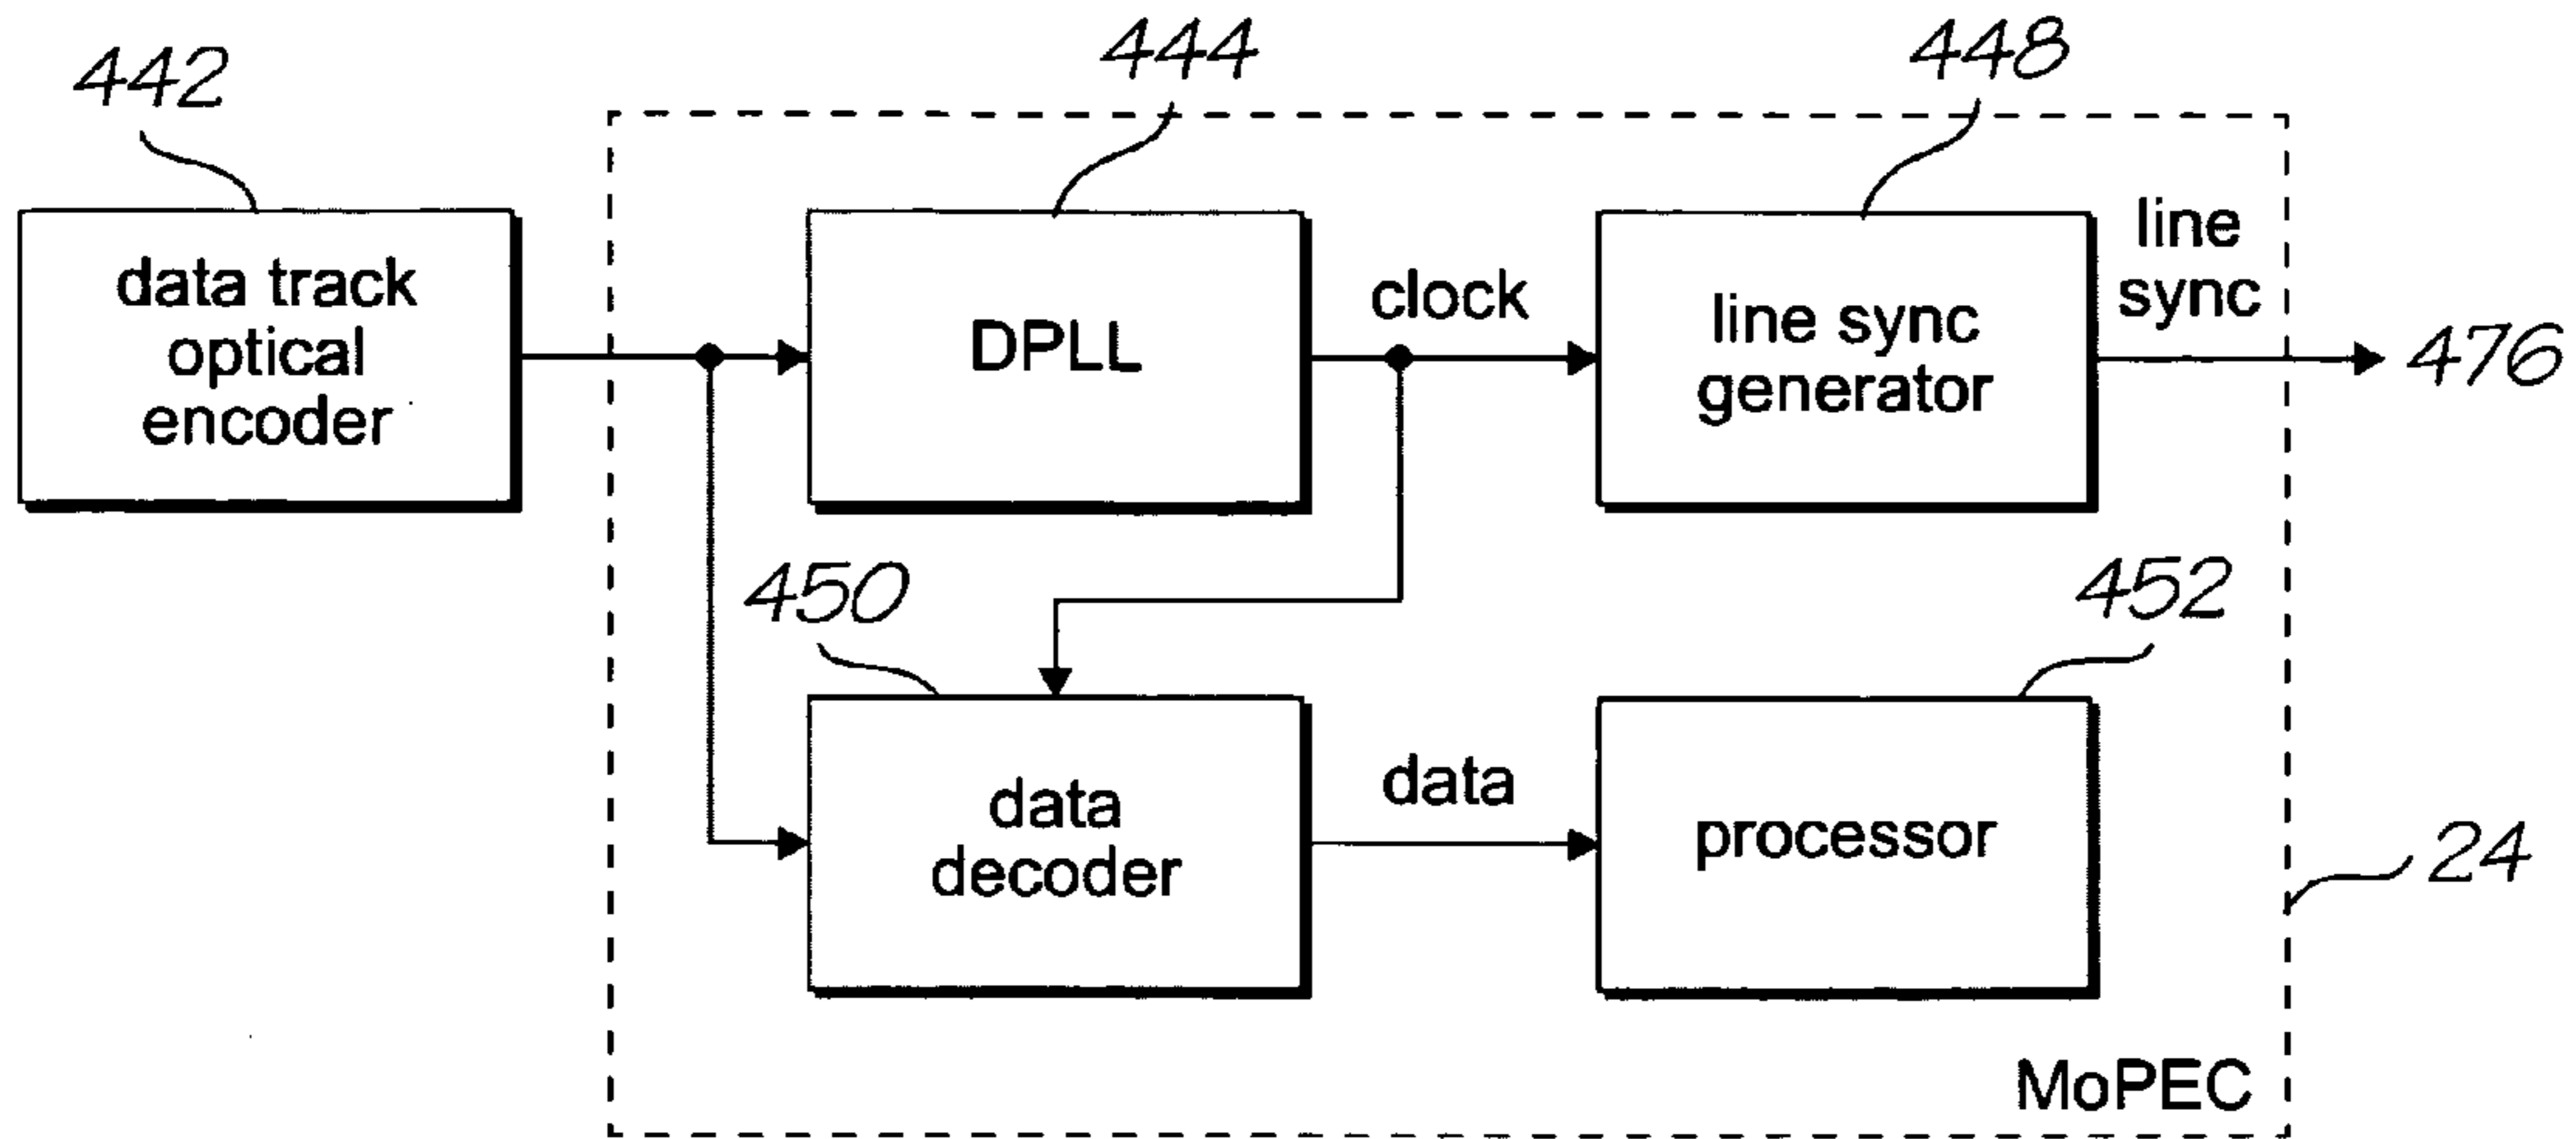 442
444
448
data track
optical
encoder
DPLL
clock
line sync
generator
line
sync
476
450
452
data
decoder
data
processor
24
MoPEC